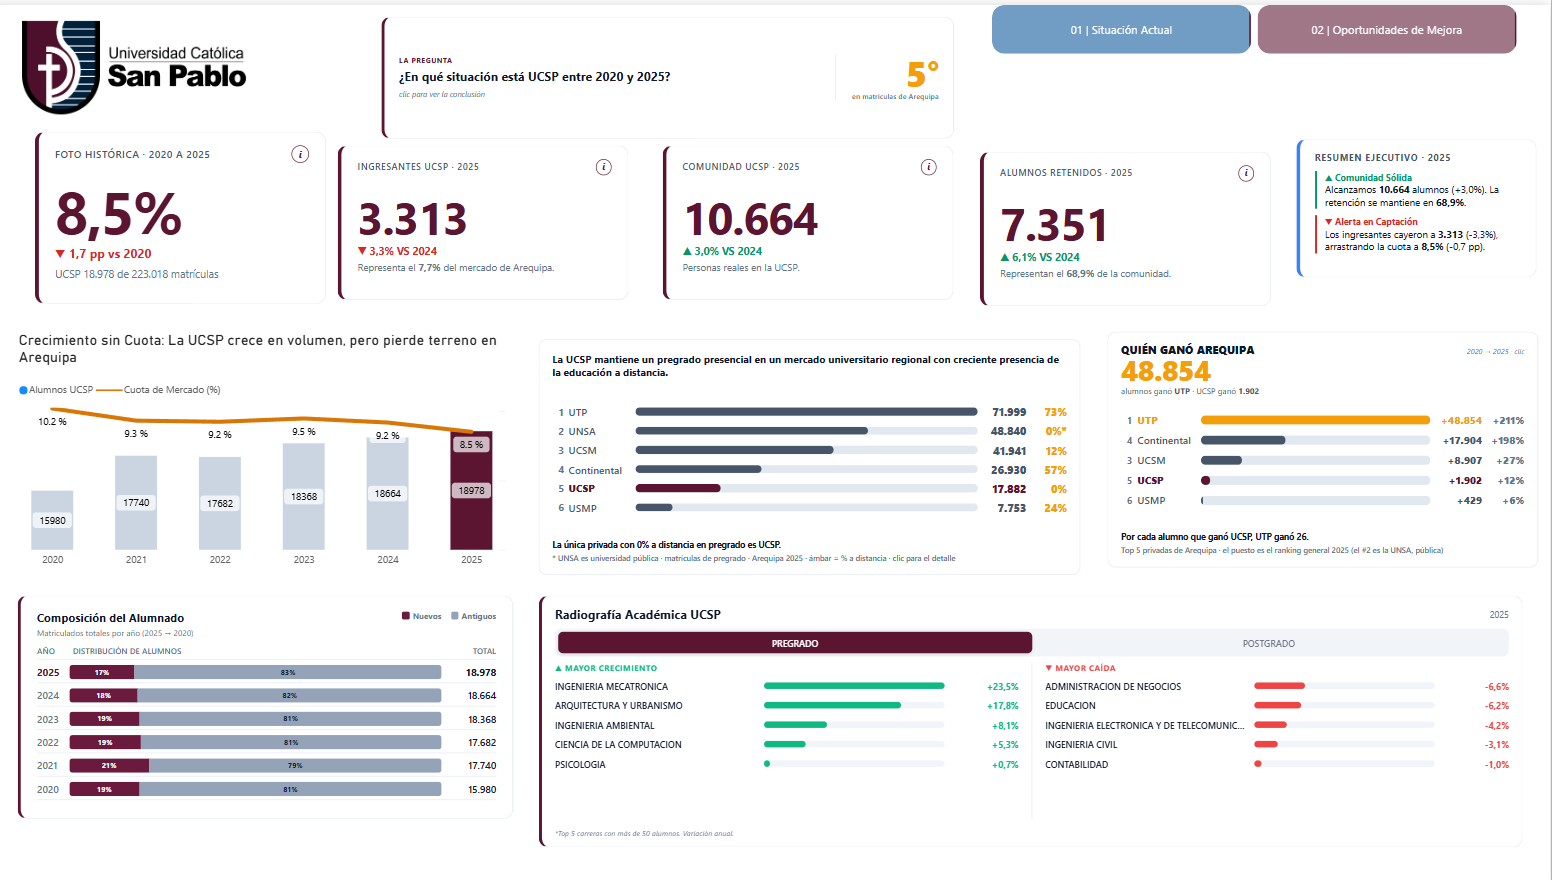 Universidad Católica
San Pablo
LA PREGUNTA
¿En qué situación está UCSP entre 2020 y 2025?
clic para ver la conclusión
5°
en matrículas de Arequipa
01 | Situación Actual
02 | Oportunidades de Mejora
FOTO HISTÓRICA · 2020 A 2025
i
8,5%
▼ 1,7 pp vs 2020
UCSP 18.978 de 223.018 matrículas
INGRESANTES UCSP · 2025
i
3.313
▼ 3,3% VS 2024
Representa el 7,7% del mercado de Arequipa.
COMUNIDAD UCSP · 2025
i
10.664
▲ 3,0% VS 2024
Personas reales en la UCSP.
ALUMNOS RETENIDOS · 2025
i
7.351
▲ 6,1% VS 2024
Representan el 68,9% de la comunidad.
RESUMEN EJECUTIVO · 2025
▲ Comunidad Sólida
Alcanzamos 10.664 alumnos (+3,0%). La
retención se mantiene en 68,9%.
▼ Alerta en Captación
Los ingresantes cayeron a 3.313 (-3,3%),
arrastrando la cuota a 8,5% (-0,7 pp).
Crecimiento sin Cuota: La UCSP crece en volumen, pero pierde terreno en
Arequipa
Alumnos UCSP Cuota de Mercado (%)
10.2 % 9.3 % 9.2 % 9.5 % 9.2 % 8.5 %
15980 17740 17682 18368 18664 18978
2020 2021 2022 2023 2024 2025
La UCSP mantiene un pregrado presencial en un mercado universitario regional con creciente presencia de
la educación a distancia.
1 UTP 71.999 73%
2 UNSA 48.840 0%*
3 UCSM 41.941 12%
4 Continental 26.930 57%
5 UCSP 17.882 0%
6 USMP 7.753 24%
La única privada con 0% a distancia en pregrado es UCSP.
* UNSA es universidad pública · matrículas de pregrado · Arequipa 2025 · ámbar = % a distancia · clic para el detalle
QUIÉN GANÓ AREQUIPA
2020 → 2025 · clic
48.854
alumnos ganó UTP · UCSP ganó 1.902
1 UTP +48.854 +211%
4 Continental +17.904 +198%
3 UCSM +8.907 +27%
5 UCSP +1.902 +12%
6 USMP +429 +6%
Por cada alumno que ganó UCSP, UTP ganó 26.
Top 5 privadas de Arequipa · el puesto es el ranking general 2025 (el #2 es la UNSA, pública)
Composición del Alumnado
Nuevos Antiguos
Matriculados totales por año (2025 → 2020)
AÑO DISTRIBUCIÓN DE ALUMNOS TOTAL
2025 17% 83% 18.978
2024 18% 82% 18.664
2023 19% 81% 18.368
2022 19% 81% 17.682
2021 21% 79% 17.740
2020 19% 81% 15.980
Radiografía Académica UCSP
2025
PREGRADO
POSTGRADO
▲ MAYOR CRECIMIENTO
INGENIERIA MECATRONICA +23,5%
ARQUITECTURA Y URBANISMO +17,8%
INGENIERIA AMBIENTAL +8,1%
CIENCIA DE LA COMPUTACION +5,3%
PSICOLOGIA +0,7%
▼ MAYOR CAÍDA
ADMINISTRACION DE NEGOCIOS -6,6%
EDUCACION -6,2%
INGENIERIA ELECTRONICA Y DE TELECOMUNIC... -4,2%
INGENIERIA CIVIL -3,1%
CONTABILIDAD -1,0%
*Top 5 carreras con más de 50 alumnos. Variación anual.